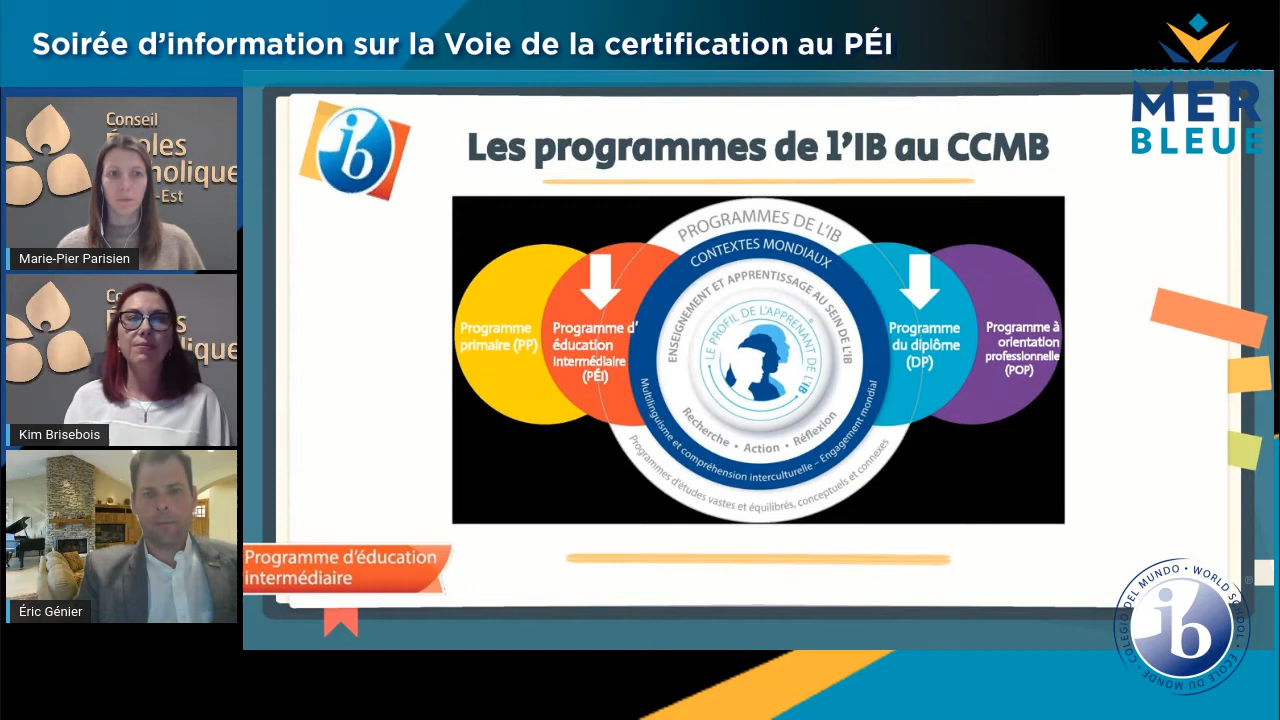 Soirée d'information sur la Voie de la certification au PÉI
MER
BLEUE
Conseil
Marie-Pier Parisien
Kim Brisebois
Éric Génier
ib
Les programmes de l'IB au CCMB
PROGRAMMES DE L'IB
CONTEXTES MONDIAUX
ENSEIGNEMENT ET APPRENTISSAGE AU SEIN DE L'IB
LE PROFIL DE L'APPRENANT DE L'IB
Recherche • Action • Réflexion
Multilinguisme et compréhension interculturelle – Engagement mondial
Programmes d'études vastes et équilibrés, conceptuels et connexes
Programme
primaire (PP)
Programme d'
éducation
Intermédiaire
(PÉI)
Programme
du diplôme
(DP)
Programme à
orientation
professionnelle
(POP)
Programme d'éducation
intermédiaire
COLEGIO DEL MUNDO • WORLD SCHOOL • ÉCOLE DU MONDE •
ib
®